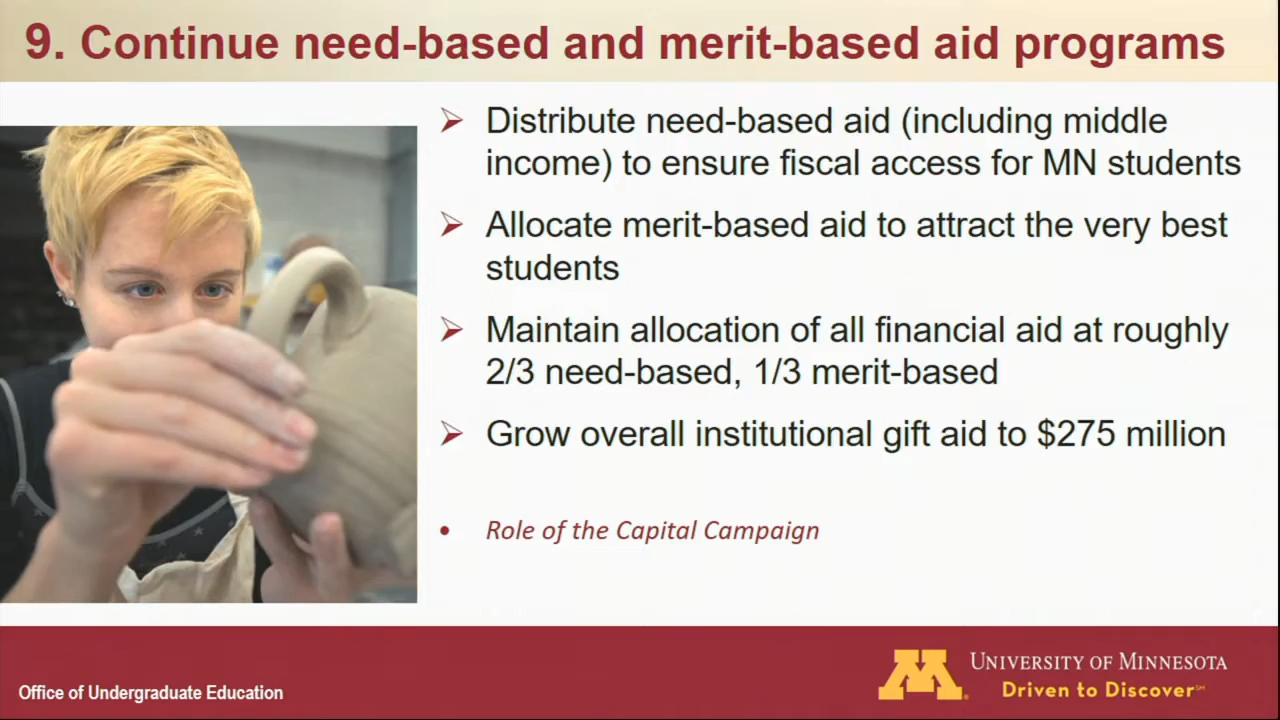 9. Continue need-based and merit-based aid programs
Distribute need-based aid (including middle
income) to ensure fiscal access for MN students
Allocate merit-based aid to attract the very best
students
Maintain allocation of all financial aid at roughly
2/3 need-based, 1/3 merit-based
Grow overall institutional gift aid to $275 million
• Role of the Capital Campaign
Office of Undergraduate Education
M
UNIVERSITY OF MINNESOTA
Driven to Discover℠